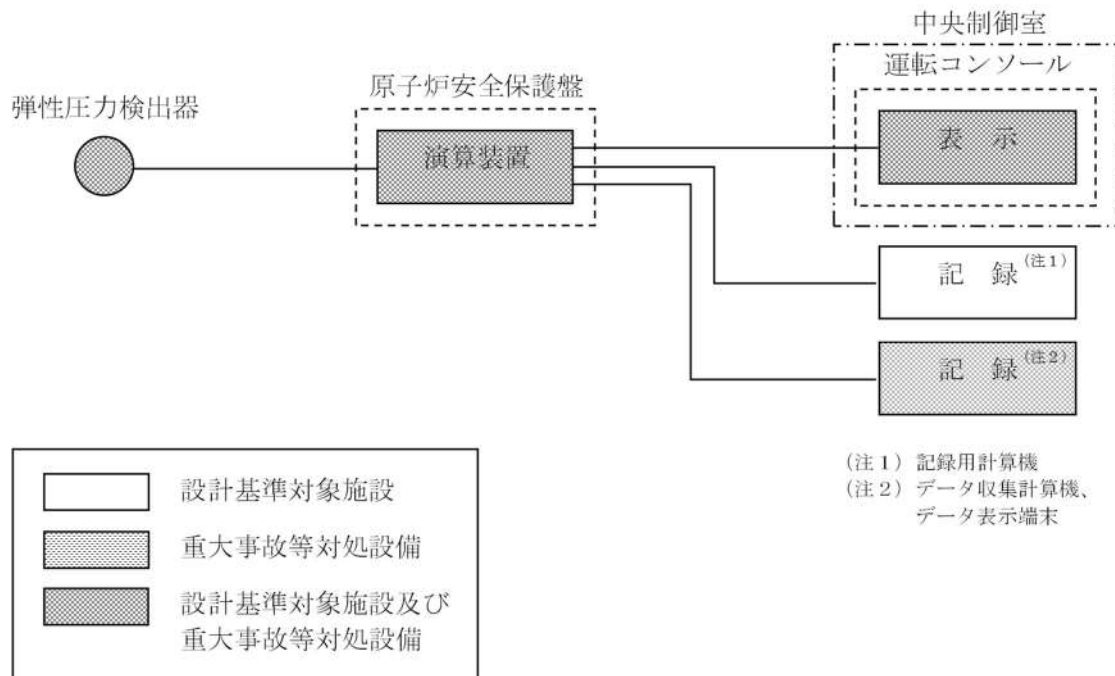 中央制御室
運転コンソール
原子炉安全保護盤
弾性圧力検出器
演算装置
表 示
記 録(注1)
記 録(注2)
(注1) 記録用計算機
(注2) データ収集計算機、
データ表示端末
設計基準対象施設
重大事故等対処設備
設計基準対象施設及び
重大事故等対処設備